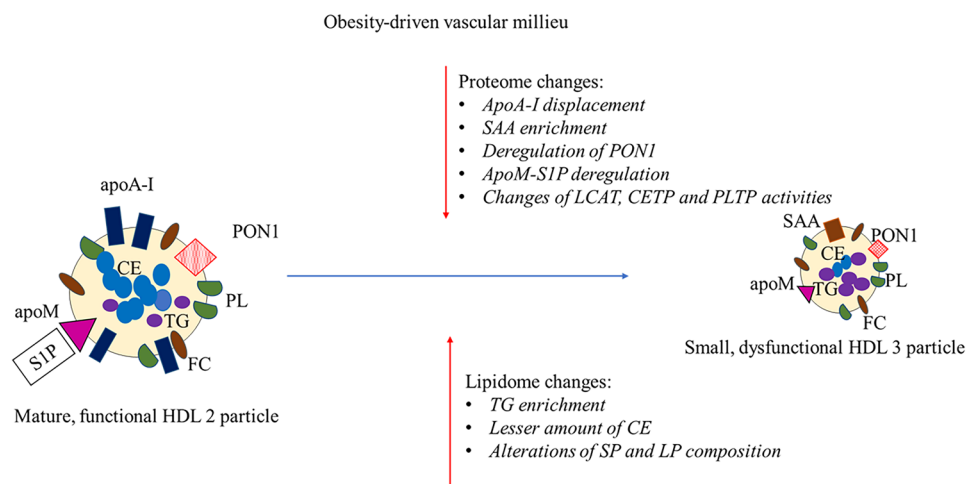 Obesity-driven vascular millieu
Proteome changes:
• ApoA-I displacement
• SAA enrichment
• Deregulation of PON1
• ApoM-S1P deregulation
• Changes of LCAT, CETP and PLTP activities
apoA-I
PON1
CE
PL
apoM
TG
S1P
FC
Mature, functional HDL 2 particle
SAA
PON1
CE
apoM
TG
PL
FC
Small, dysfunctional HDL 3 particle
Lipidome changes:
• TG enrichment
• Lesser amount of CE
• Alterations of SP and LP composition